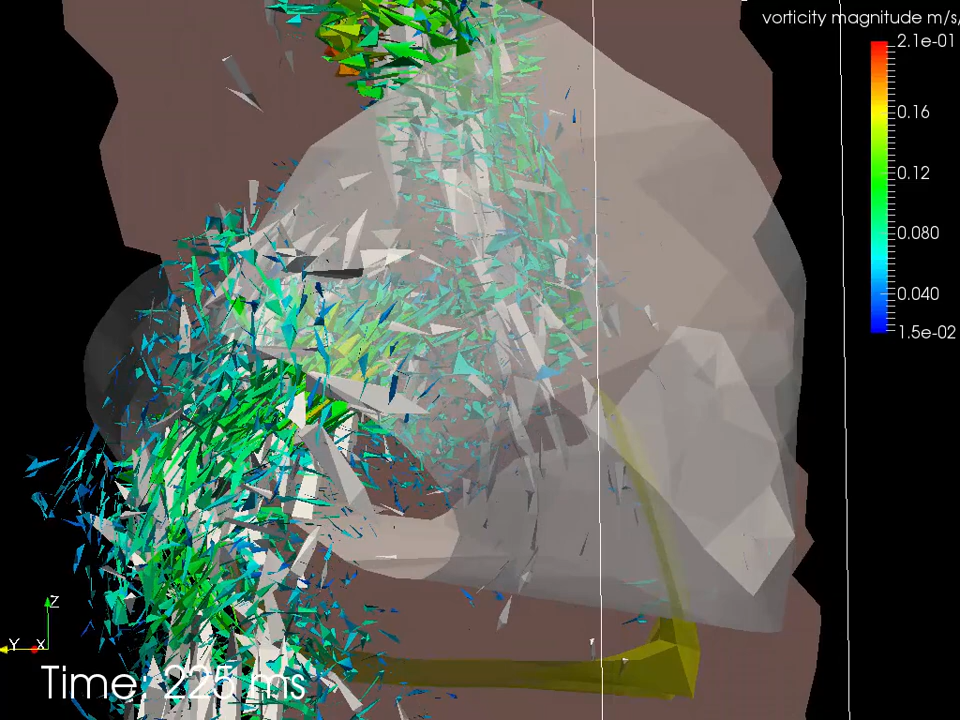 vorticity magnitude m/s/
2.1e-01
0.16
0.12
0.080
0.040
1.5e-02
Z
Y X
Time: 225 ms